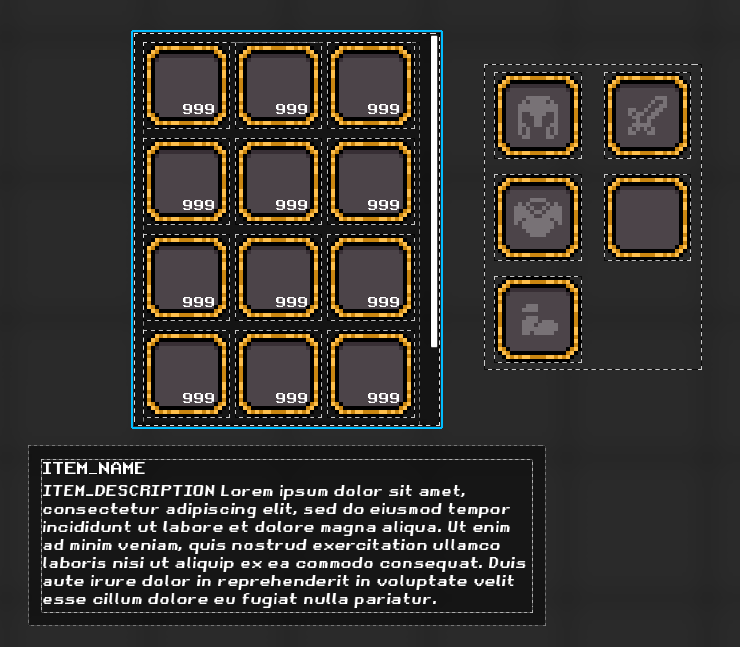 999 999 999
999 999 999
999 999 999
999 999 999
ITEM_NAME
ITEM_DESCRIPTION Lorem ipsum dolor sit amet,
consectetur adipiscing elit, sed do eiusmod tempor
incididunt ut labore et dolore magna aliqua. Ut enim
ad minim veniam, quis nostrud exercitation ullamco
laboris nisi ut aliquip ex ea commodo consequat. Duis
aute irure dolor in reprehenderit in voluptate velit
esse cillum dolore eu fugiat nulla pariatur.